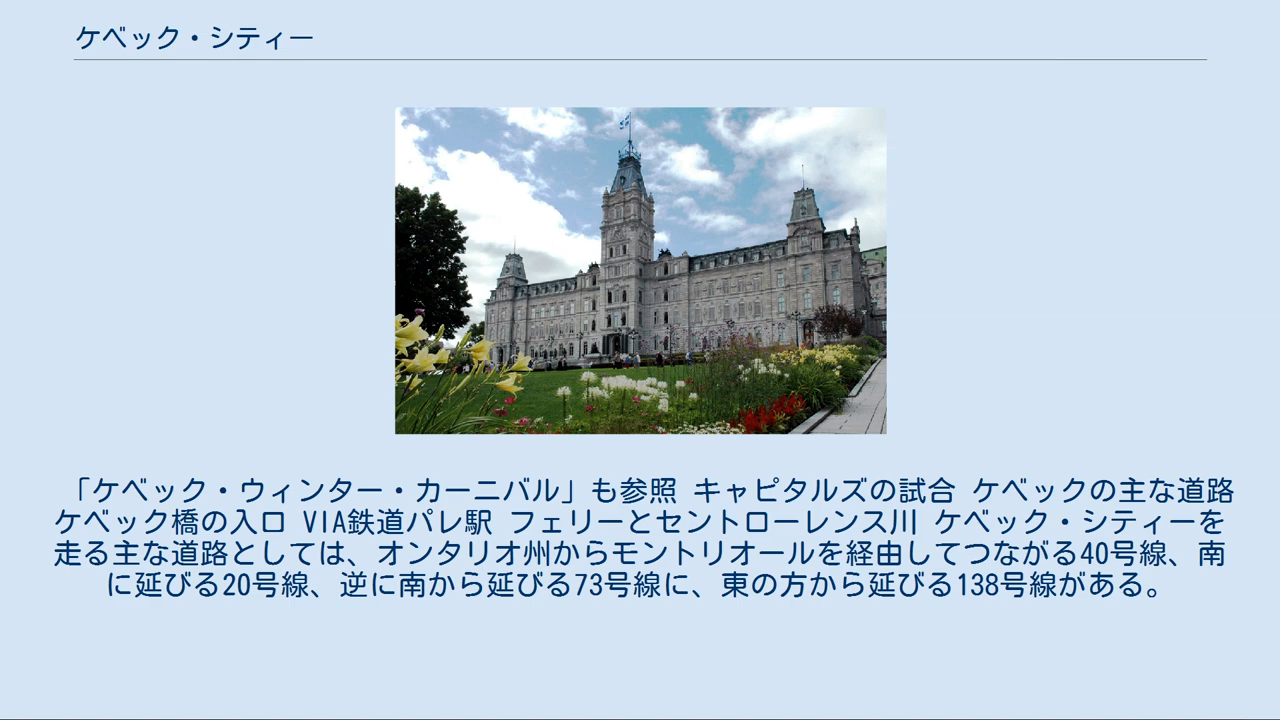 ケベック・シティー
「ケベック・ウィンター・カーニバル」も参照 キャピタルズの試合 ケベックの主な道路
ケベック橋の入口 VIA鉄道パレ駅 フェリーとセントローレンス川 ケベック・シティーを
走る主な道路としては、オンタリオ州からモントリオールを経由してつながる40号線、南
に延びる20号線、逆に南から延びる73号線に、東の方から延びる138号線がある。